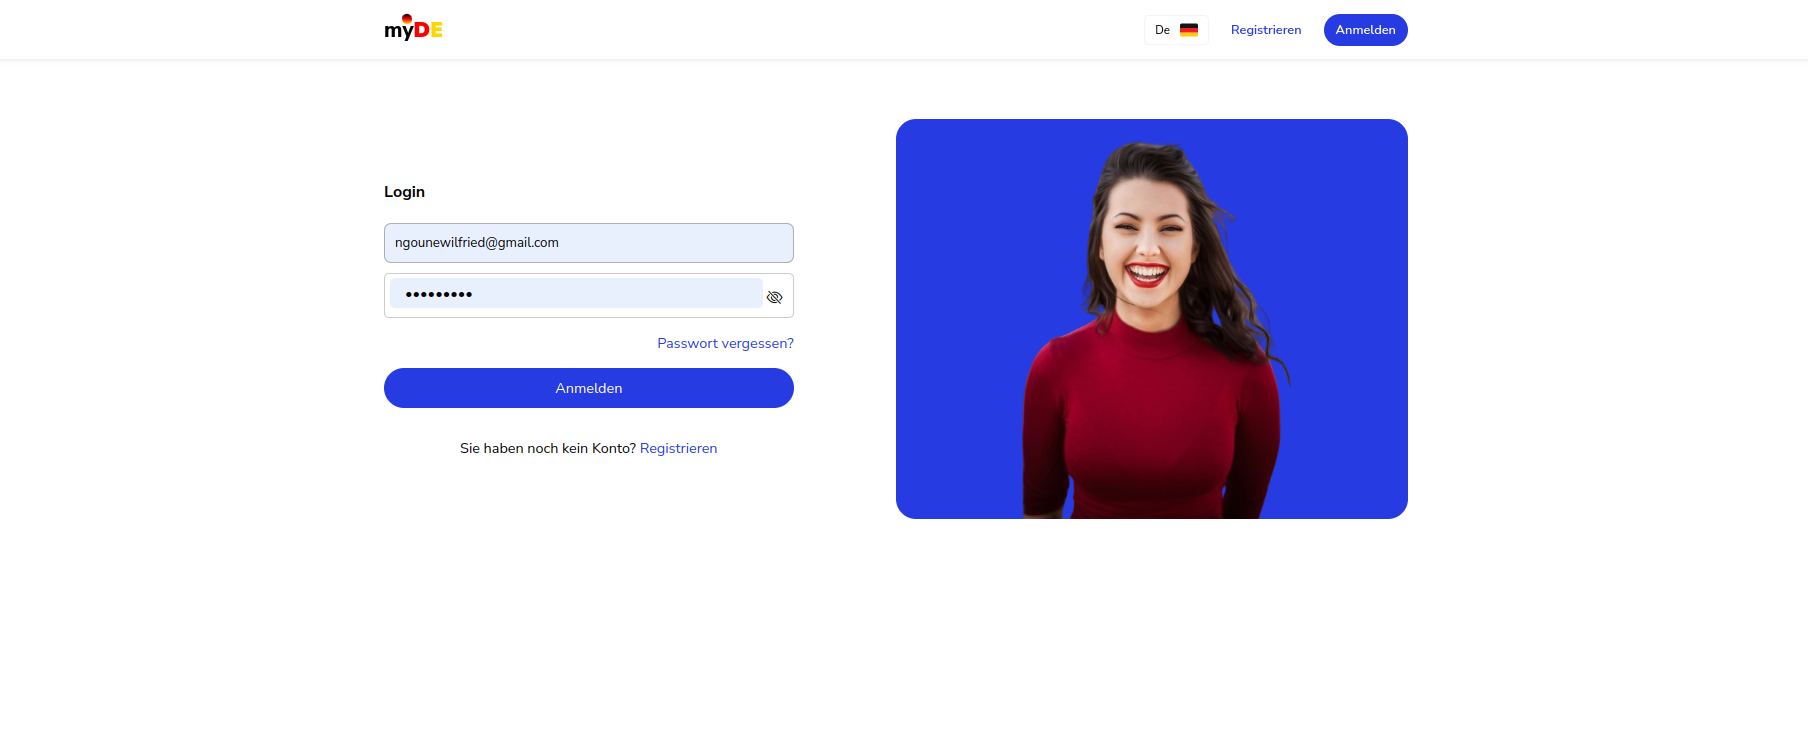 myDE
De
Registrieren
Anmelden
Login
ngounewilfried@gmail.com
•••••••••
Passwort vergessen?
Anmelden
Sie haben noch kein Konto? Registrieren